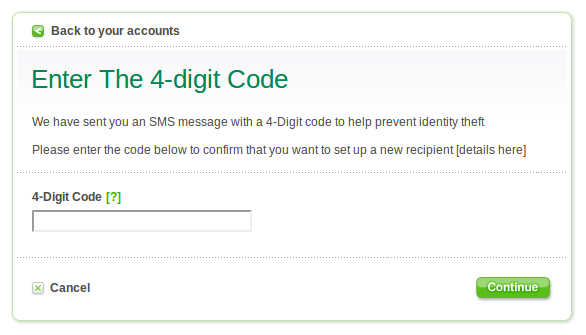 Back to your accounts
Enter The 4-digit Code
We have sent you an SMS message with a 4-Digit code to help prevent identity theft
Please enter the code below to confirm that you want to set up a new recipient [details here]
4-Digit Code [?]
Cancel
Continue